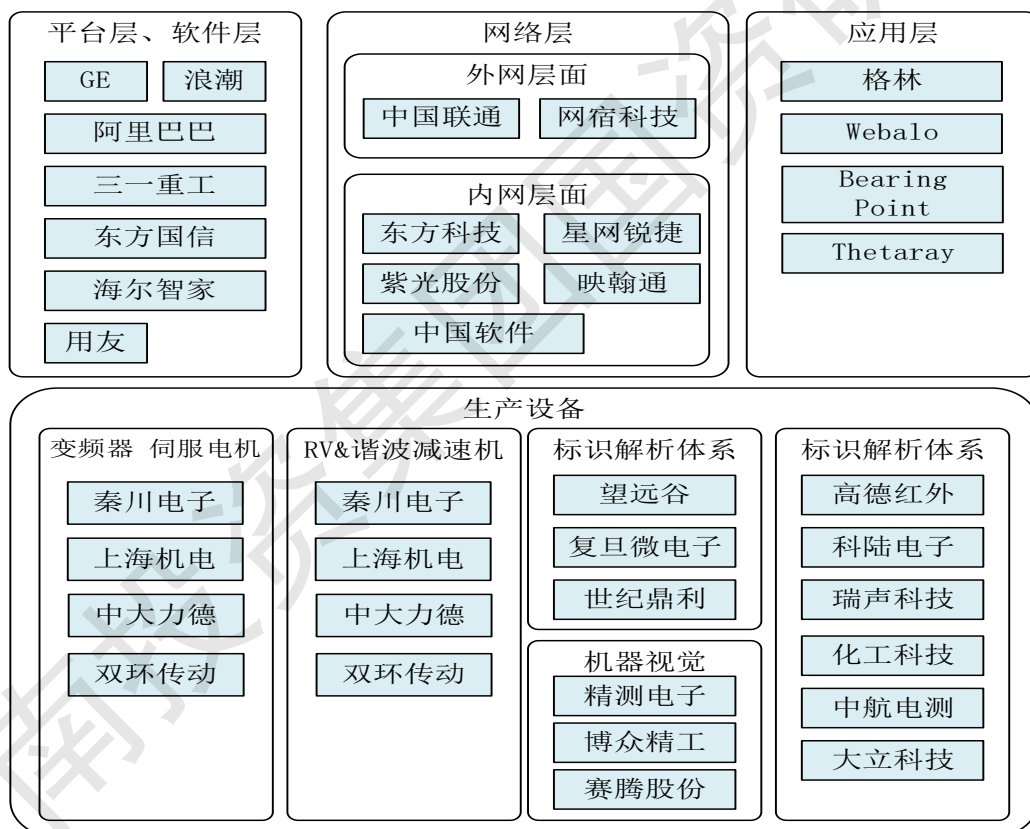 平台层、软件层
GE
浪潮
阿里巴巴
三一重工
东方国信
海尔智家
用友
网络层
外网层面
中国联通
网宿科技
内网层面
东方科技
星网锐捷
紫光股份
映翰通
中国软件
应用层
格林
Webalo
Bearing
Point
Thetaray
生产设备
变频器 伺服电机
秦川电子
上海机电
中大力德
双环传动
RV&谐波减速机
秦川电子
上海机电
中大力德
双环传动
标识解析体系
望远谷
复旦微电子
世纪鼎利
机器视觉
精测电子
博众精工
赛腾股份
标识解析体系
高德红外
科陆电子
瑞声科技
化工科技
中航电测
大立科技
南投资集团国资